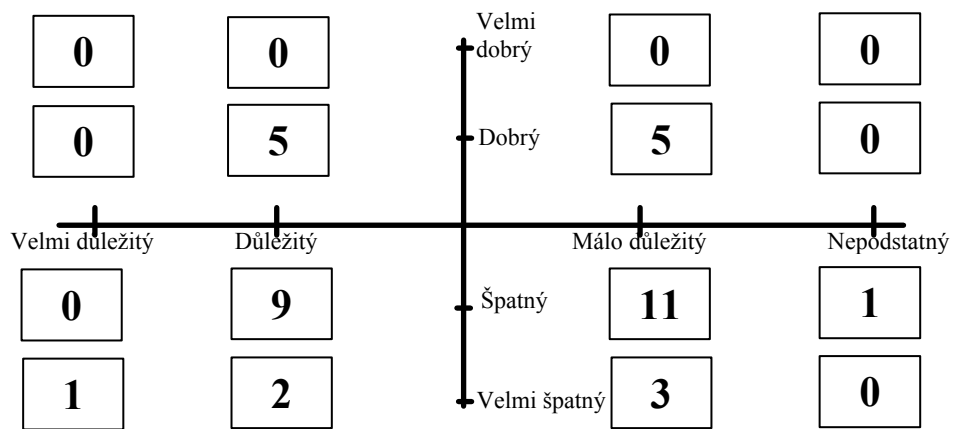 Velmi
dobrý
0 0 0 0
0 5 Dobrý 5 0
Velmi důležitý Důležitý Málo důležitý Nepodstatný
0 9 Špatný 11 1
1 2 Velmi špatný 3 0